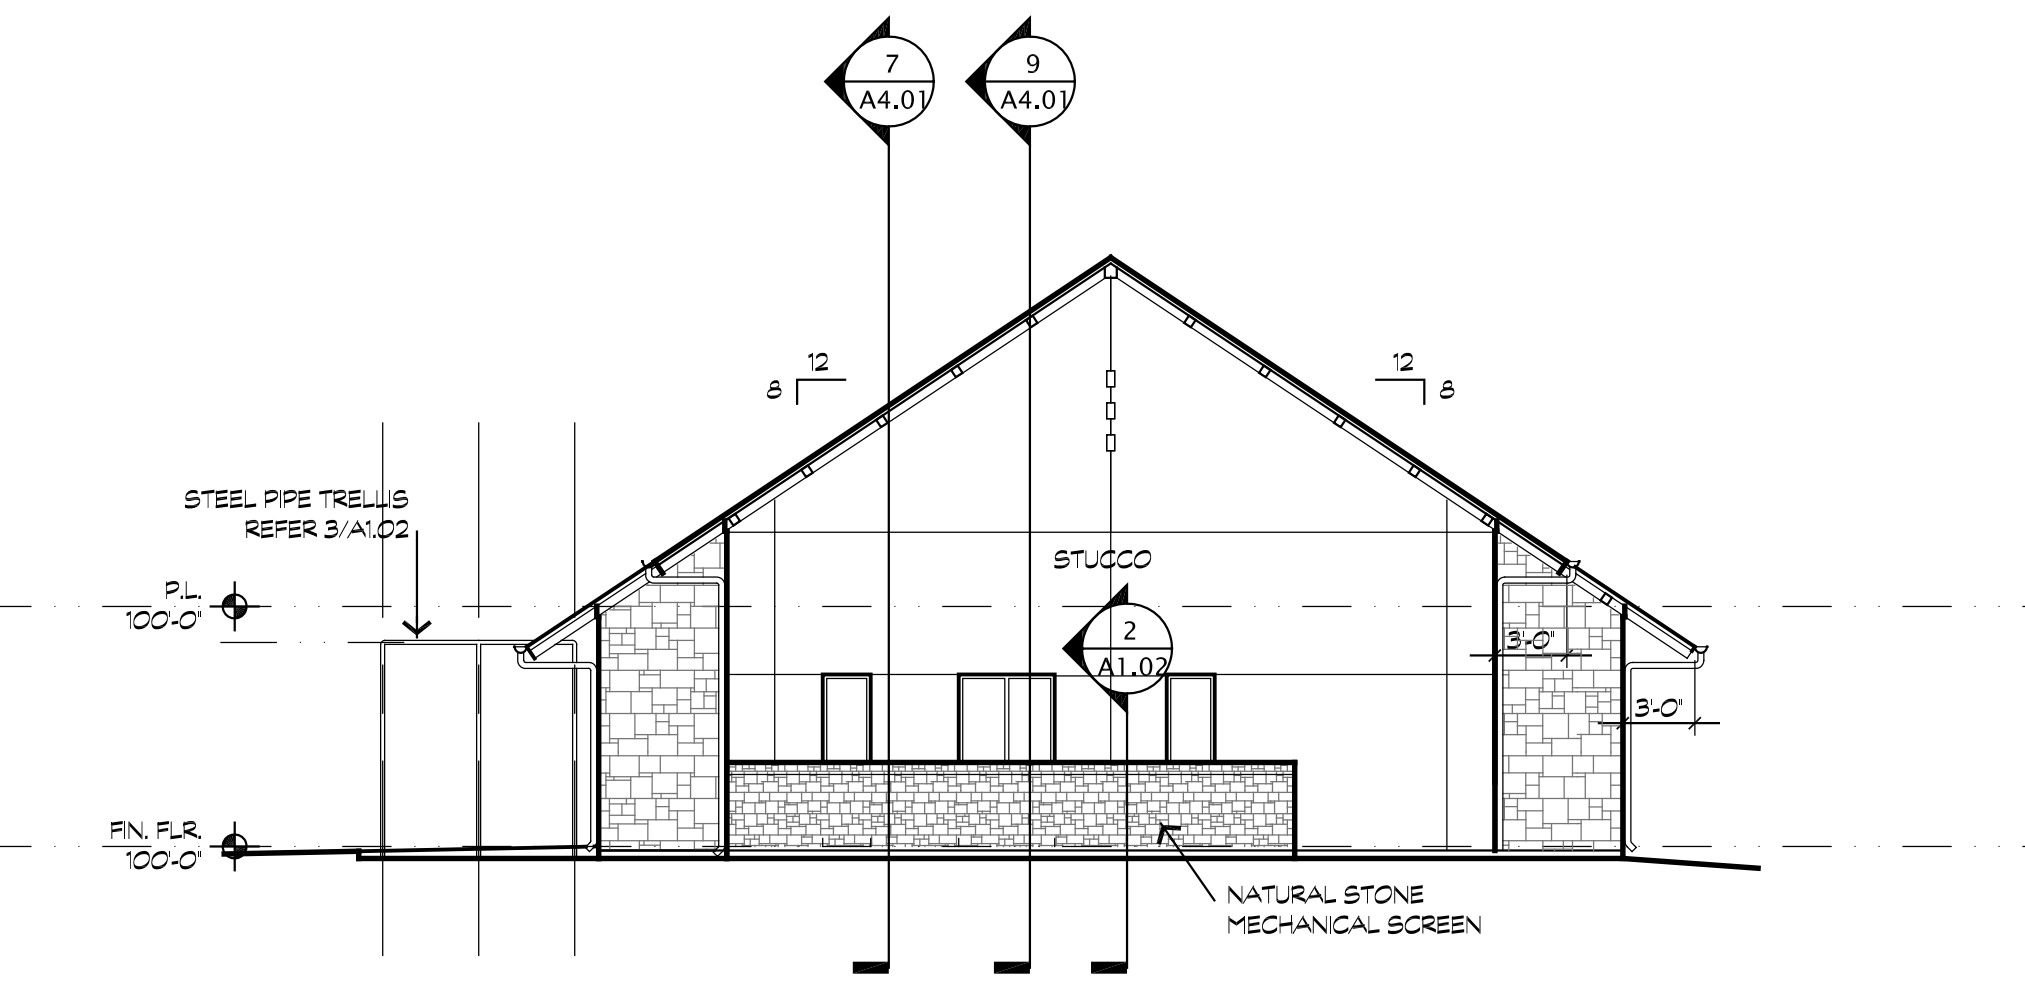 7
A4.01
9
A4.01
12
8
12
8
STEEL PIPE TRELLIS
REFER 3/A1.02
STUCCO
P.L.
100'-0"
2
A1.02
3'-0"
3'-0"
FIN. FLR.
100'-0"
NATURAL STONE
MECHANICAL SCREEN